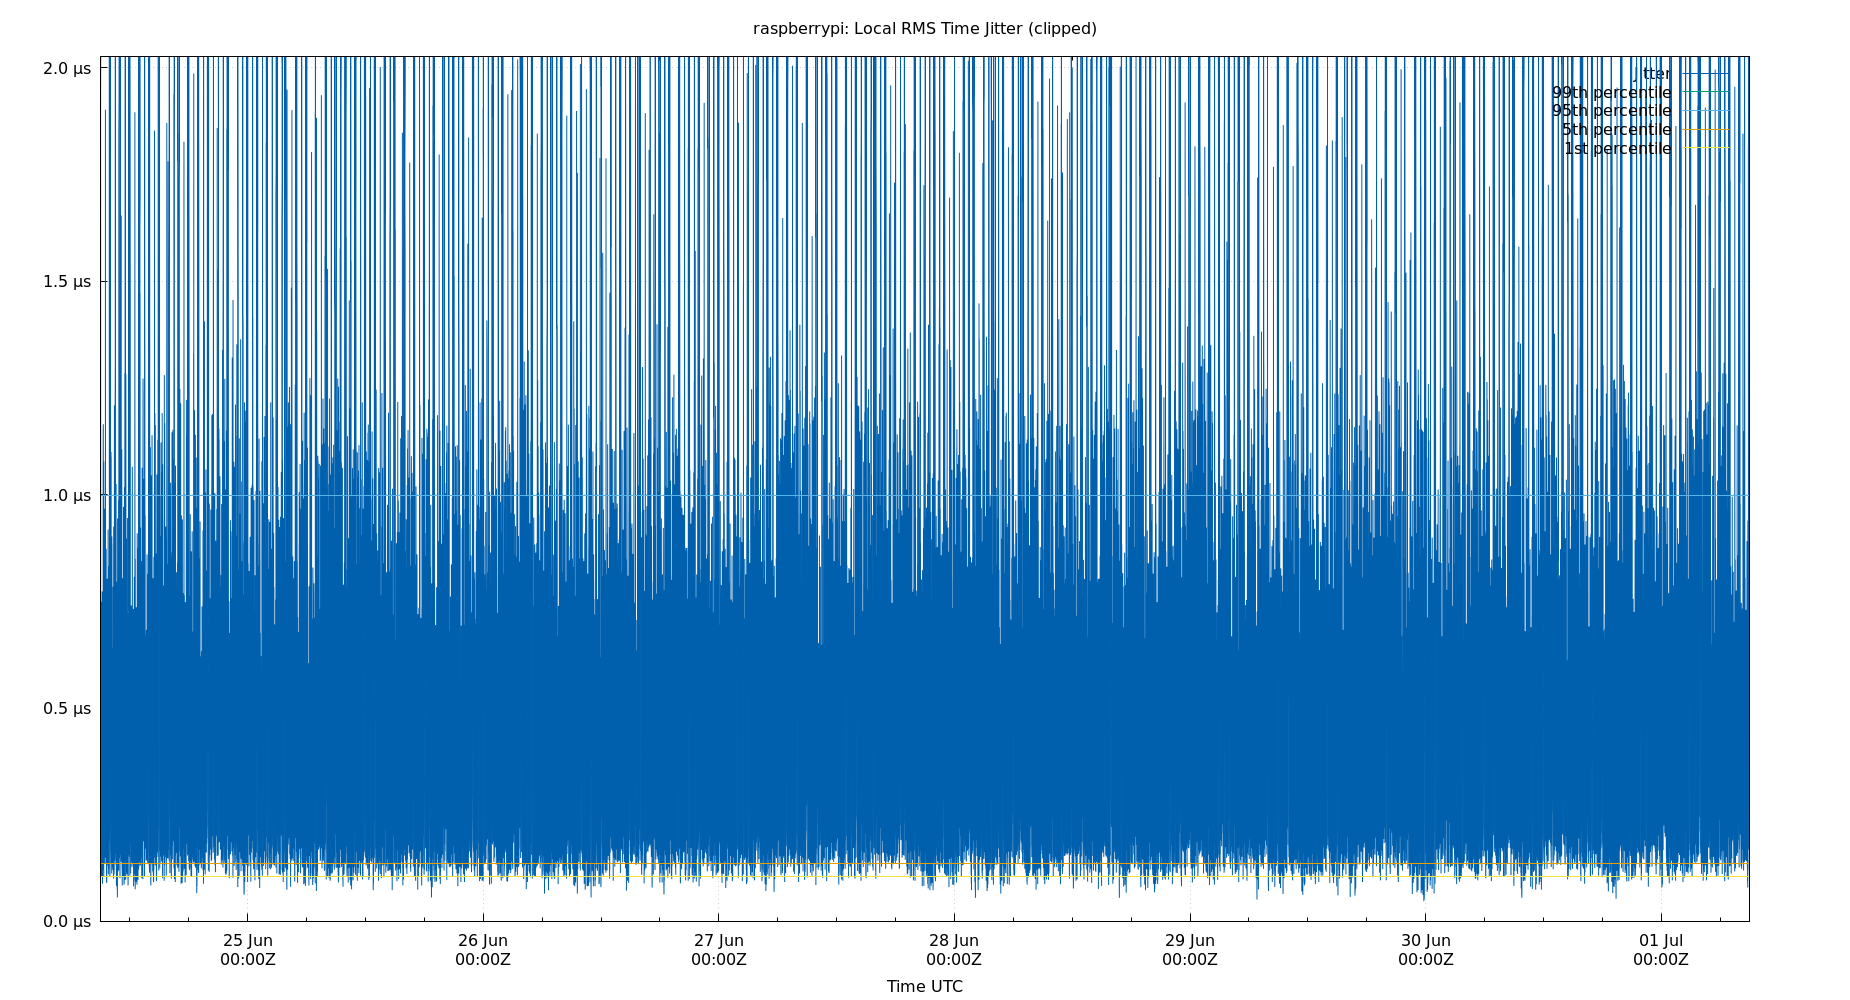 raspberrypi: Local RMS Time Jitter (clipped)
2.0 µs
1.5 µs
1.0 µs
0.5 µs
0.0 µs
jitter
99th percentile
95th percentile
5th percentile
1st percentile
25 Jun 26 Jun 27 Jun 28 Jun 29 Jun 30 Jun 01 Jul
00:00Z 00:00Z 00:00Z 00:00Z 00:00Z 00:00Z 00:00Z
Time UTC